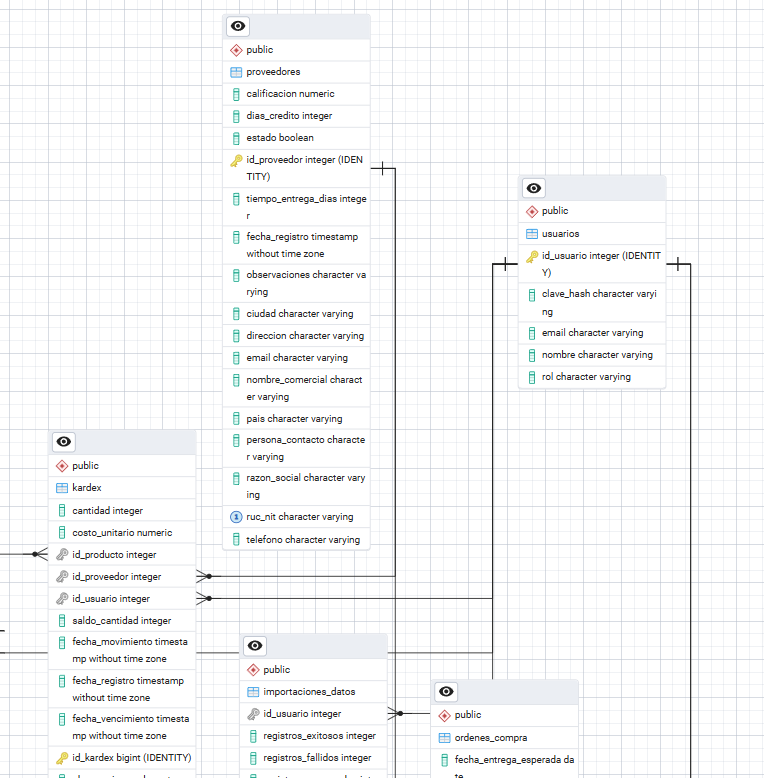 public
proveedores
calificacion numeric
dias_credito integer
estado boolean
id_proveedor integer (IDEN
TITY)
tiempo_entrega_dias intege
r
fecha_registro timestamp
without time zone
observaciones character va
rying
ciudad character varying
direccion character varying
email character varying
nombre_comercial charact
er varying
pais character varying
persona_contacto characte
r varying
razon_social character vary
ing
1 ruc_nit character varying
telefono character varying
public
usuarios
id_usuario integer (IDENTIT
Y)
clave_hash character varyi
ng
email character varying
nombre character varying
rol character varying
public
kardex
cantidad integer
costo_unitario numeric
id_producto integer
id_proveedor integer
id_usuario integer
saldo_cantidad integer
fecha_movimiento timesta
mp without time zone
fecha_registro timestamp
without time zone
fecha_vencimiento timesta
mp without time zone
id_kardex bigint (IDENTITY)
public
importaciones_datos
id_usuario integer
registros_exitosos integer
registros_fallidos integer
public
ordenes_compra
fecha_entrega_esperada da